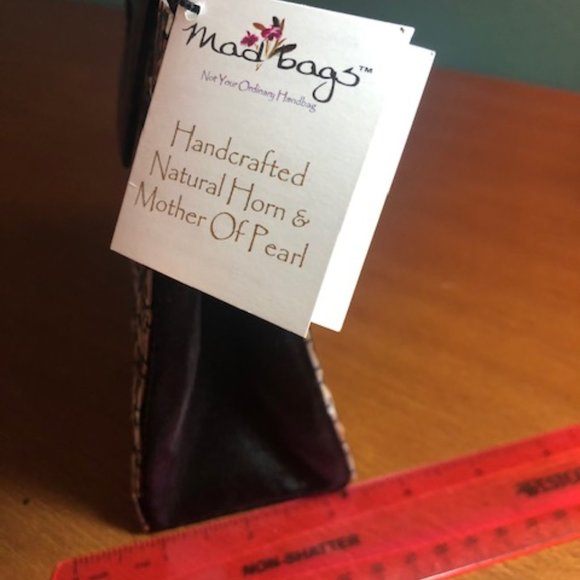 Mad bags™
Not Your Ordinary Handbag
Handcrafted
Natural Horn &
Mother Of Pearl
NON-SHATTER